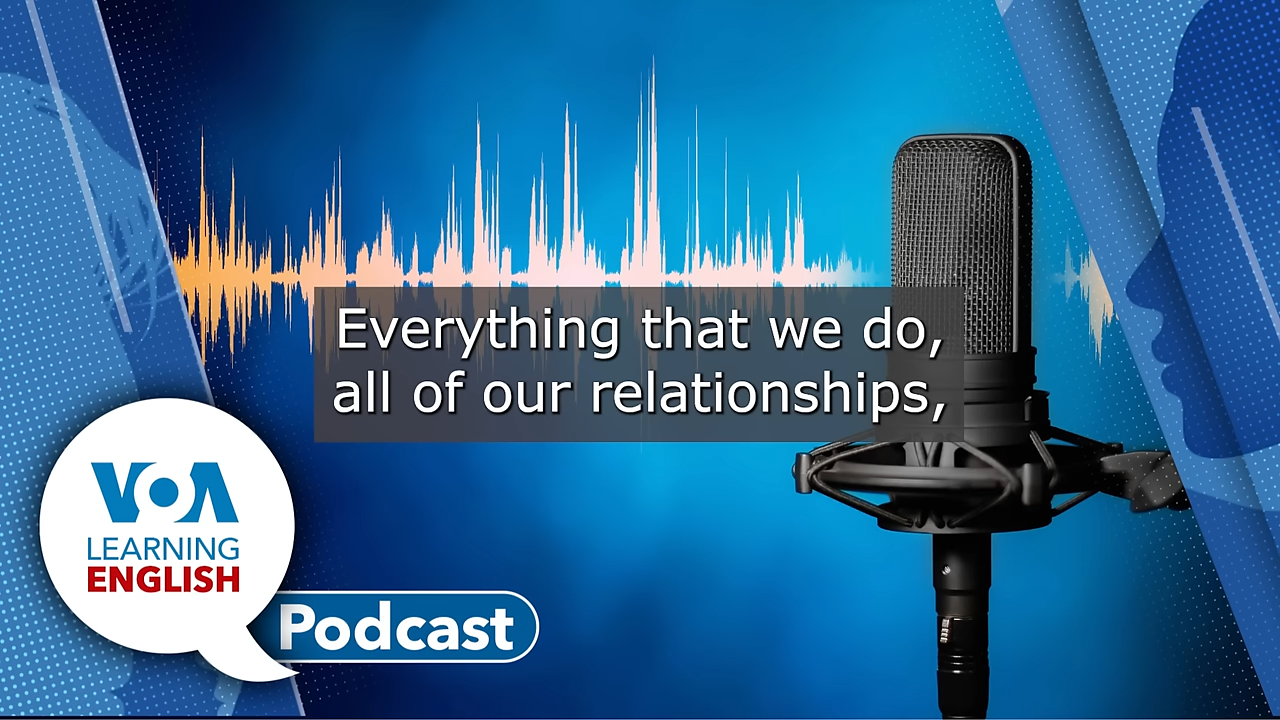 Everything that we do,
all of our relationships,
VOA
LEARNING
ENGLISH
Podcast